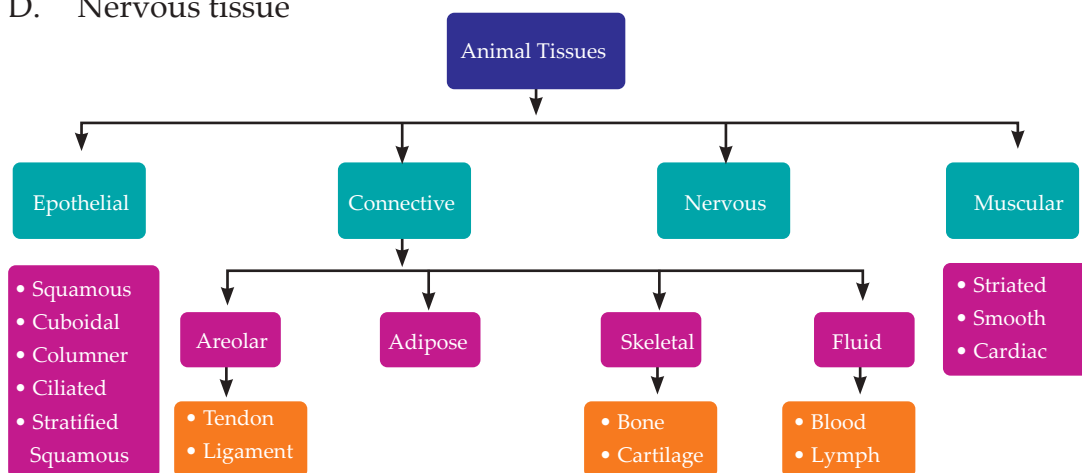 D. Nervous tissue
Animal Tissues
Epothelial
Connective
Nervous
Muscular
• Squamous
• Cuboidal
• Columner
• Ciliated
• Stratified
Squamous
Areolar
Adipose
Skeletal
Fluid
• Striated
• Smooth
• Cardiac
• Tendon
• Ligament
• Bone
• Cartilage
• Blood
• Lymph